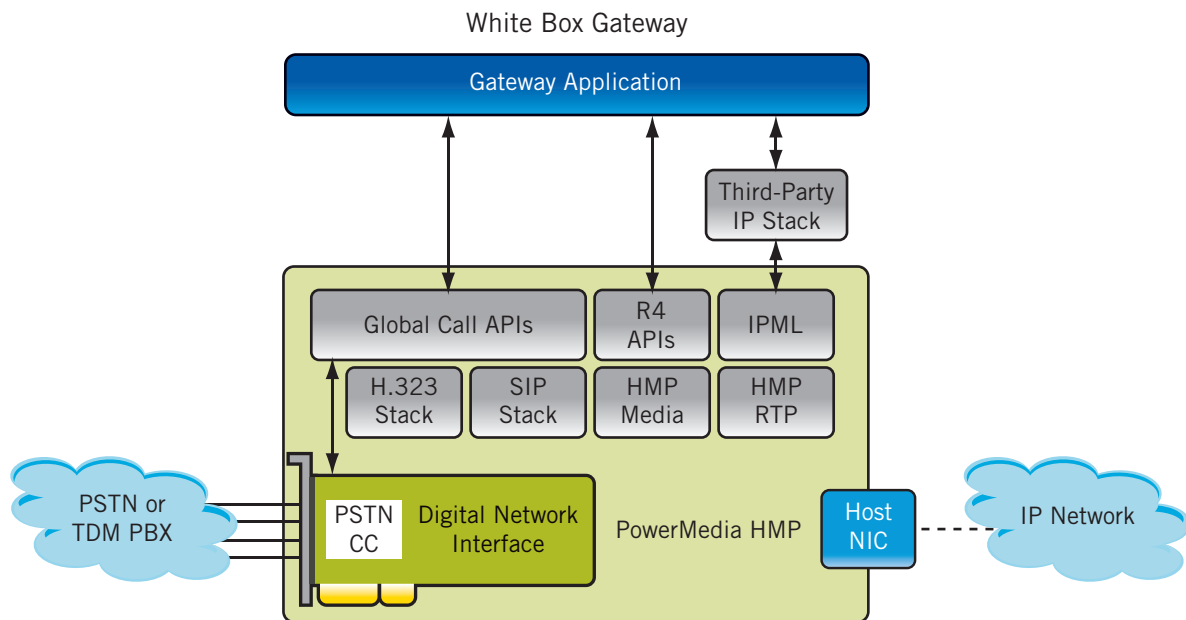 White Box Gateway
Gateway Application
Third-Party
IP Stack
Global Call APIs
R4
APIs
IPML
H.323
Stack
SIP
Stack
HMP
Media
HMP
RTP
PSTN or
TDM PBX
PSTN
CC
Digital Network
Interface
PowerMedia HMP
Host
NIC
IP Network